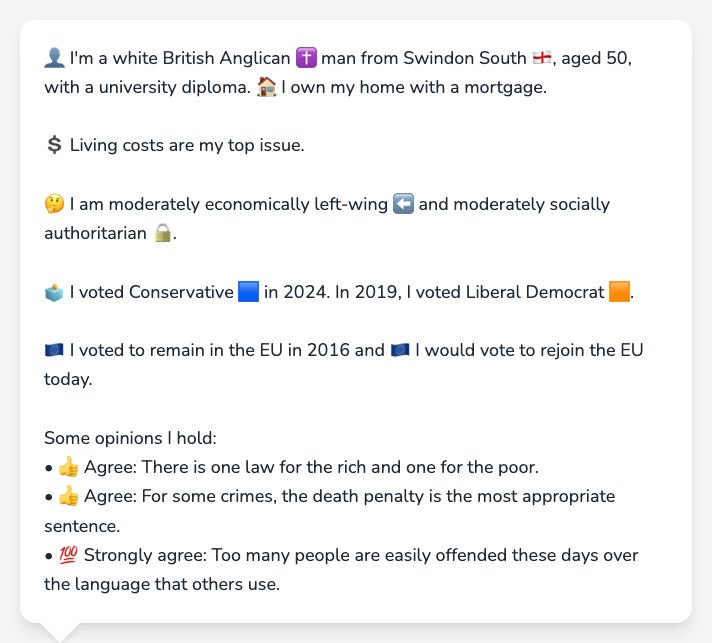 👤 I'm a white British Anglican ✝️ man from Swindon South 🏴󠁧󠁢󠁥󠁮󠁧󠁿, aged 50,
with a university diploma. 🏠 I own my home with a mortgage.
💲 Living costs are my top issue.
🤔 I am moderately economically left-wing ⬅️ and moderately socially
authoritarian 🔒.
🗳️ I voted Conservative 🟦 in 2024. In 2019, I voted Liberal Democrat 🟧.
🇪🇺 I voted to remain in the EU in 2016 and 🇪🇺 I would vote to rejoin the EU
today.
Some opinions I hold:
• 👍 Agree: There is one law for the rich and one for the poor.
• 👍 Agree: For some crimes, the death penalty is the most appropriate
sentence.
• 💯 Strongly agree: Too many people are easily offended these days over
the language that others use.